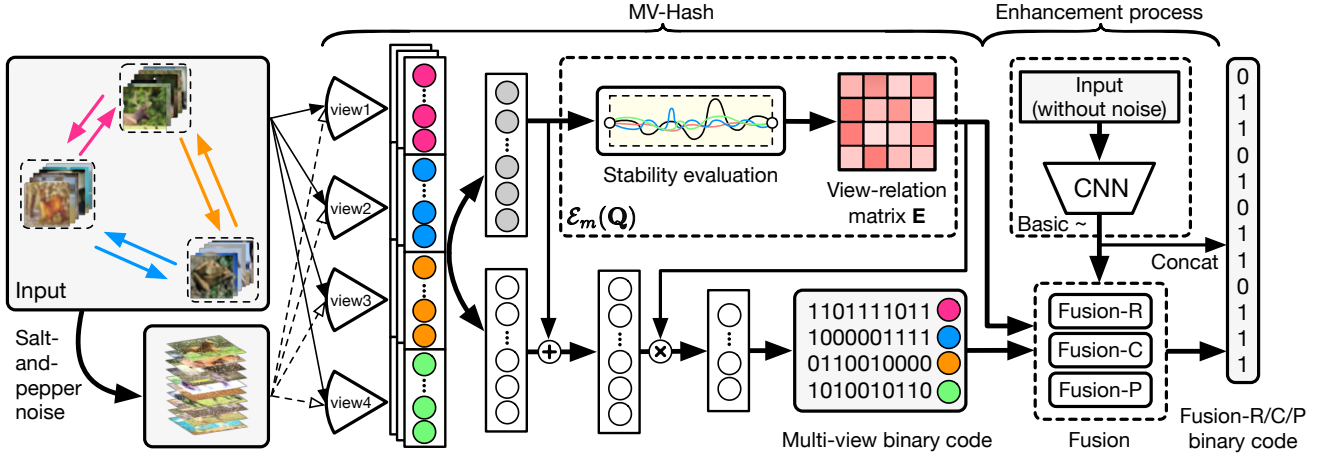 MV-Hash
Enhancement process
Input
Salt-
and-
pepper
noise
view1
view2
view3
view4
Stability evaluation
View-relation
matrix E
ℰm(Q)
+
×
1101111011
1000001111
0110010000
1010010110
Multi-view binary code
Input
(without noise)
CNN
Basic ~
Concat
Fusion-R
Fusion-C
Fusion-P
Fusion
0
1
1
0
1
0
1
1
0
1
1
1
Fusion-R/C/P
binary code